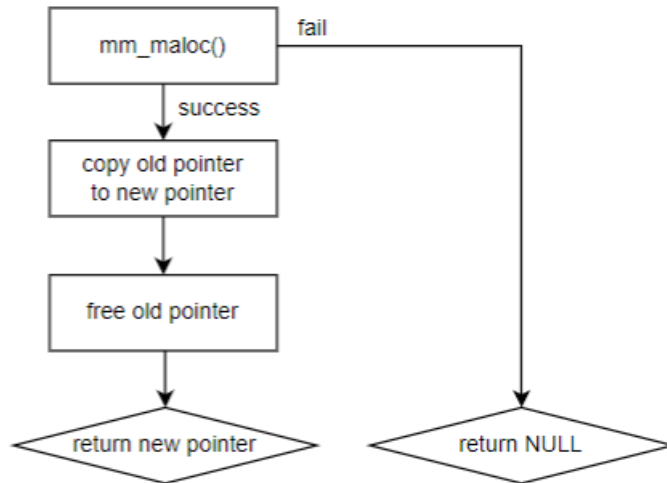 mm_maloc()
fail
success
copy old pointer
to new pointer
free old pointer
return new pointer
return NULL